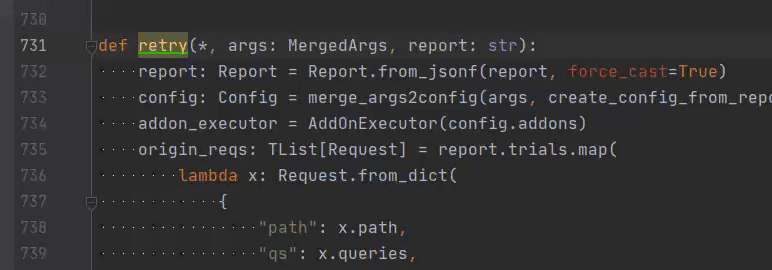 730
731 def retry(*, args: MergedArgs, report: str):
732 report: Report = Report.from_jsonf(report, force_cast=True)
733 config: Config = merge_args2config(args, create_config_from_repo
734 addon_executor = AddOnExecutor(config.addons)
735 origin_reqs: TList[Request] = report.trials.map(
736 lambda x: Request.from_dict(
737 {
738 "path": x.path,
739 "qs": x.queries,